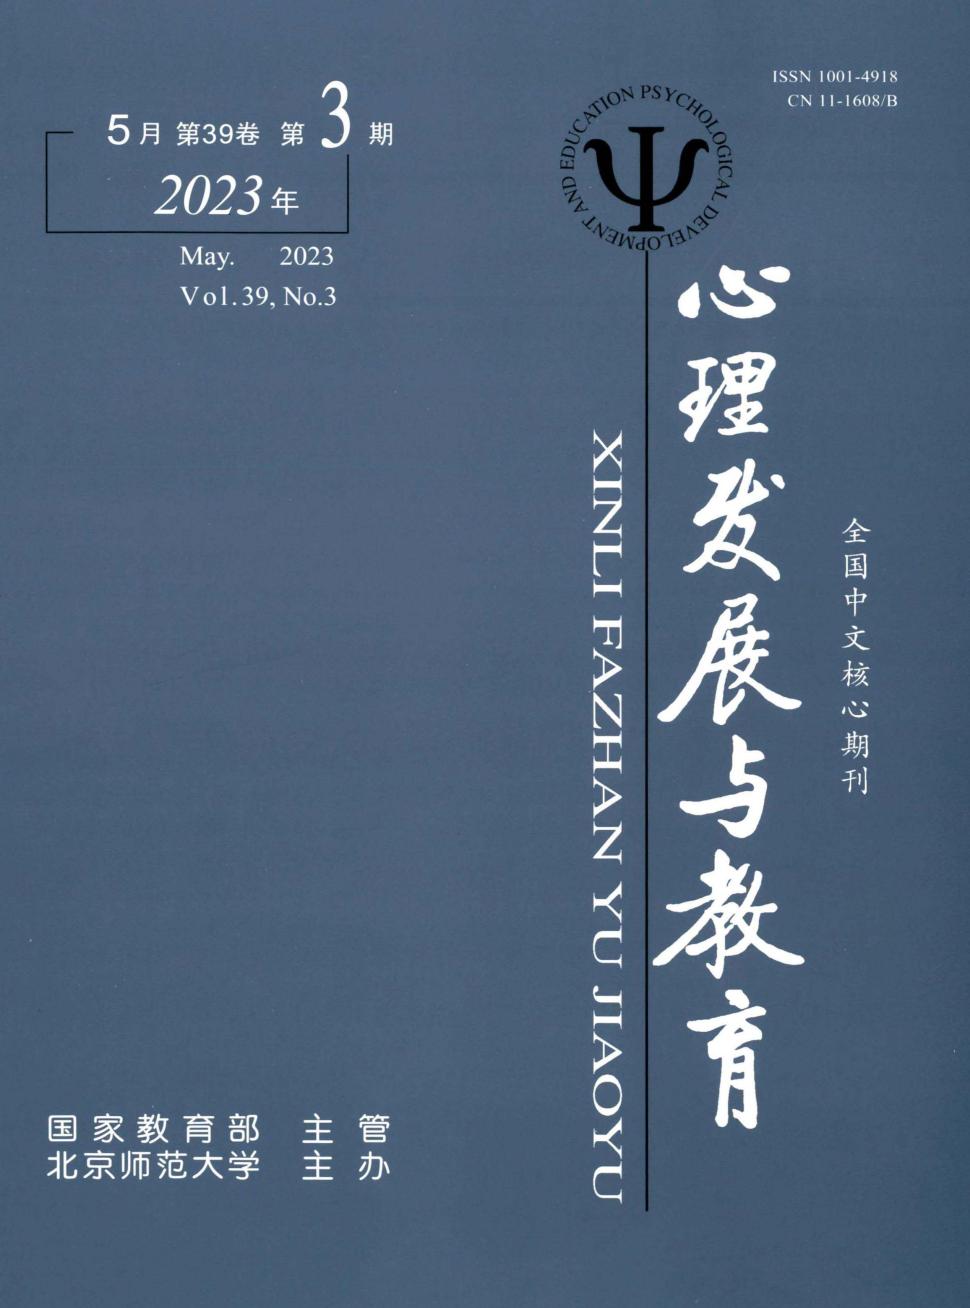 ISSN 1001-4918
CN 11-1608/B
5月 第39卷 第3期
2023年
May. 2023
Vol.39, No.3
PSYCHOLOGICAL DEVELOPMENT AND EDUCATION
Ψ
心理发展与教育
XINLI FAZHAN YU JIAOYU
全国中文核心期刊
国家教育部 主管
北京师范大学 主办